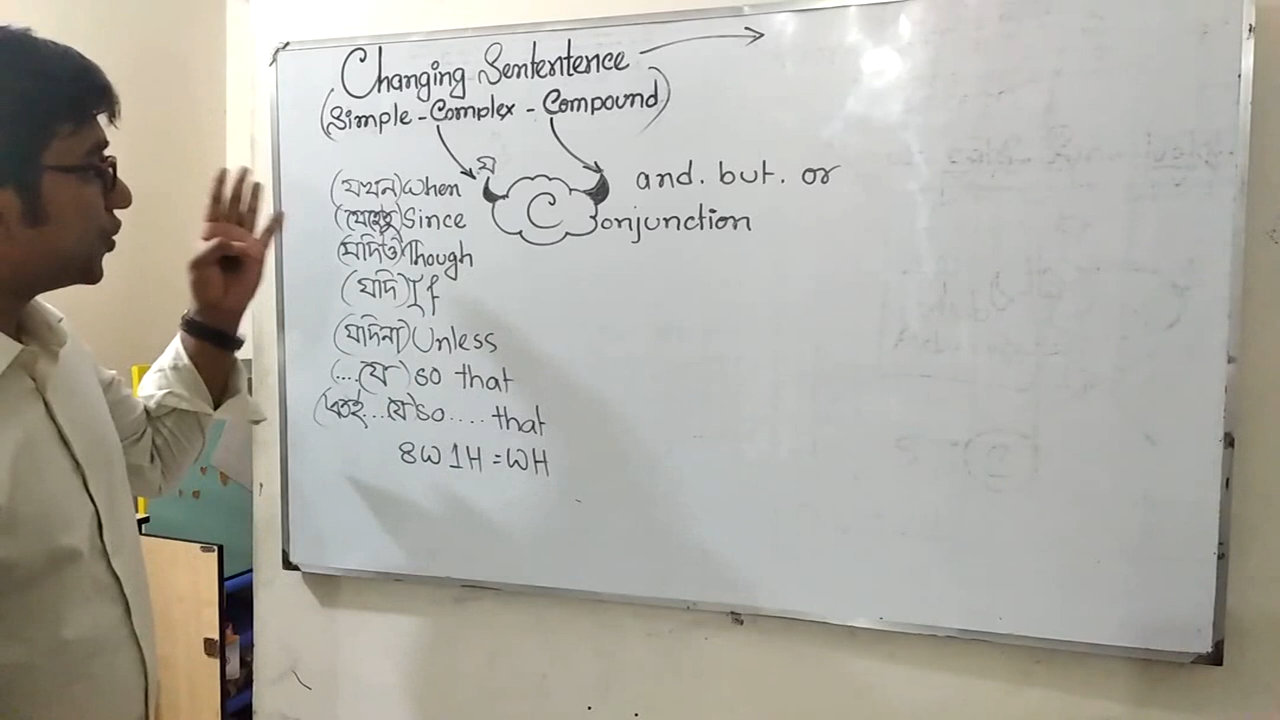 Changing Sententence
(Simple - Complex - Compound)
য
and. but. or
Conjunction
(যখন) When
(যেহেতু) Since
(যদিও) Though
(যদি) If
(যদিনা) Unless
(....যে) so that
(এতই...যে) so.... that
8W 1H = WH